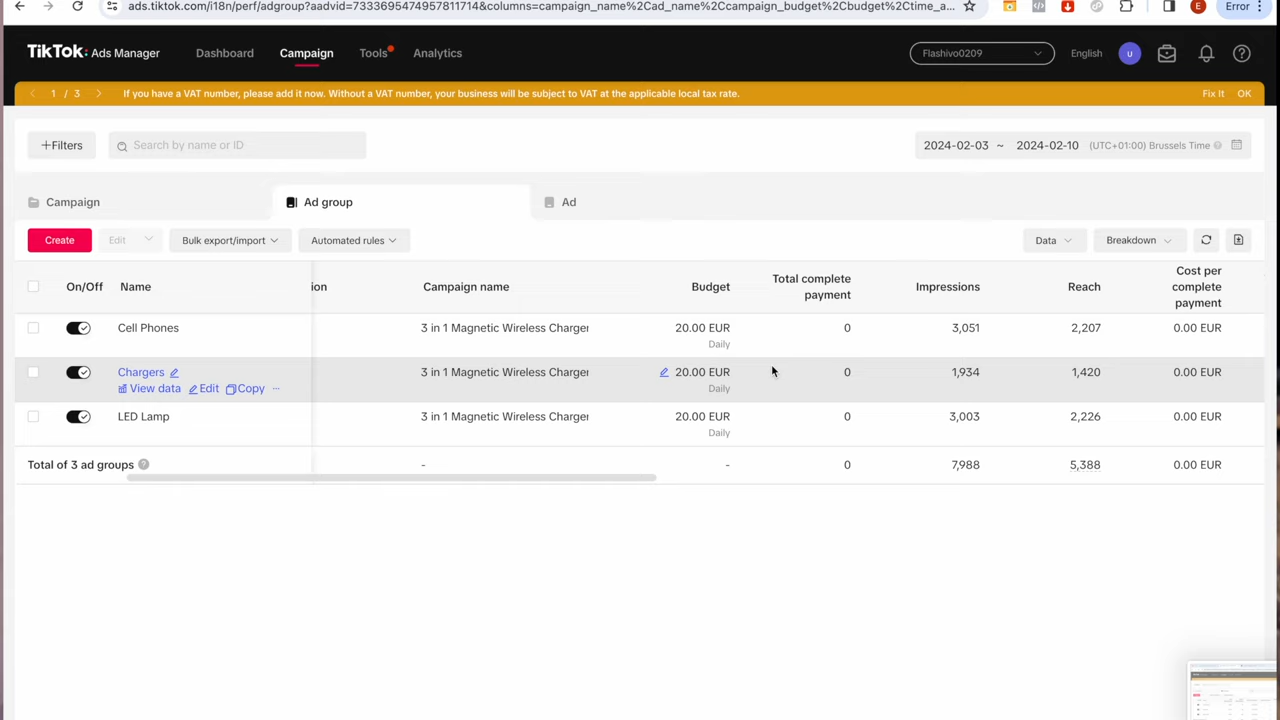 ads.tiktok.com/i18n/perf/adgroup?aadvid=7333695474957811714&columns=campaign_name%2Cad_name%2Ccampaign_budget%2Cbudget%2Ctime_a...
E
Error
TikTok: Ads Manager
Dashboard
Campaign
Tools
Analytics
Flashivo0209
English
U
1 / 3
If you have a VAT number, please add it now. Without a VAT number, your business will be subject to VAT at the applicable local tax rate.
Fix It
OK
+Filters
Search by name or ID
2024-02-03 ~ 2024-02-10 (UTC+01:00) Brussels Time
Campaign
Ad group
Ad
Create
Edit
Bulk export/import
Automated rules
Data
Breakdown
On/Off Name ion Campaign name Budget Total complete payment Impressions Reach Cost per complete payment
Cell Phones 3 in 1 Magnetic Wireless Charger 20.00 EUR 0 3,051 2,207 0.00 EUR
Daily
Chargers 3 in 1 Magnetic Wireless Charger 20.00 EUR 0 1,934 1,420 0.00 EUR
View data Edit Copy ... Daily
LED Lamp 3 in 1 Magnetic Wireless Charger 20.00 EUR 0 3,003 2,226 0.00 EUR
Daily
Total of 3 ad groups - - 0 7,988 5,388 0.00 EUR